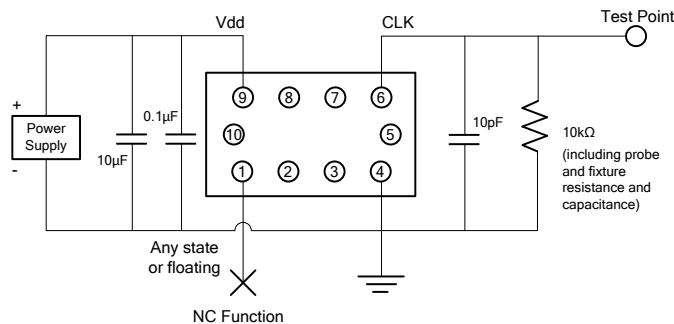 Vdd
CLK
Test Point
9
8
7
6
+
0.1µF
Power
Supply
10
5
10pF
10kΩ
10µF
(including probe
and fixture
resistance and
capacitance)
-
1
2
3
4
Any state
or floating
NC Function